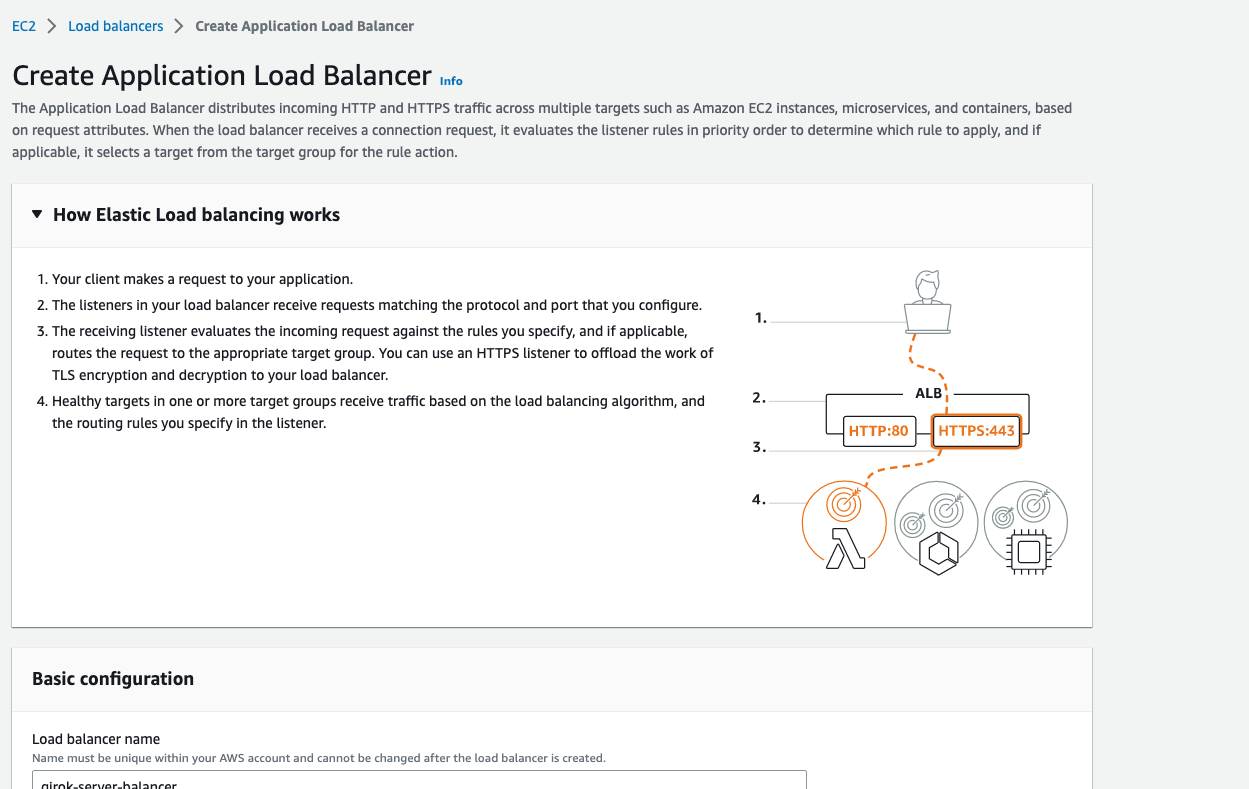 EC2 > Load balancers > Create Application Load Balancer
Create Application Load Balancer Info
The Application Load Balancer distributes incoming HTTP and HTTPS traffic across multiple targets such as Amazon EC2 instances, microservices, and containers, based
on request attributes. When the load balancer receives a connection request, it evaluates the listener rules in priority order to determine which rule to apply, and if
applicable, it selects a target from the target group for the rule action.
▼ How Elastic Load balancing works
1. Your client makes a request to your application.
2. The listeners in your load balancer receive requests matching the protocol and port that you configure.
3. The receiving listener evaluates the incoming request against the rules you specify, and if applicable,
routes the request to the appropriate target group. You can use an HTTPS listener to offload the work of
TLS encryption and decryption to your load balancer.
4. Healthy targets in one or more target groups receive traffic based on the load balancing algorithm, and
the routing rules you specify in the listener.
1.
2.
ALB
HTTP:80 HTTPS:443
3.
4.
Basic configuration
Load balancer name
Name must be unique within your AWS account and cannot be changed after the load balancer is created.
girok-server-balancer